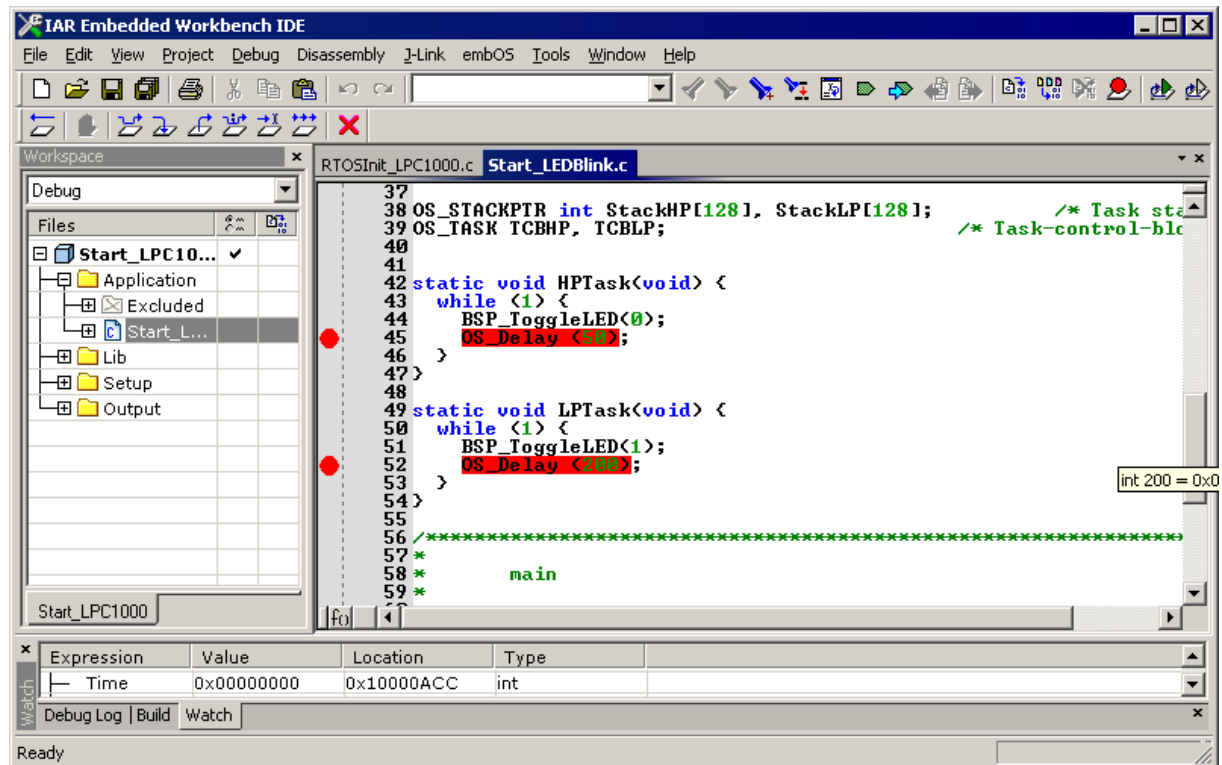 IAR Embedded Workbench IDE
File Edit View Project Debug Disassembly J-Link embOS Tools Window Help
Workspace
RTOSInit_LPC1000.c Start_LEDBlink.c
Debug
Files
Start_LPC10...
Application
Excluded
Start_L...
Lib
Setup
Output
Start_LPC1000
37
38 OS_STACKPTR int StackHP[128], StackLP[128]; /* Task sta
39 OS_TASK TCBHP, TCBLP; /* Task-control-blo
40
41
42 static void HPTask(void) {
43 while (1) {
44 BSP_ToggleLED(0);
45 OS_Delay (50);
46 }
47 }
48
49 static void LPTask(void) {
50 while (1) {
51 BSP_ToggleLED(1);
52 OS_Delay (200);
53 }
54 }
55
56 /**************************************************************
57 *
58 * main
59 *
int 200 = 0x0
f()
Expression Value Location Type
Time 0x00000000 0x10000ACC int
Watch
Debug Log Build Watch
Ready